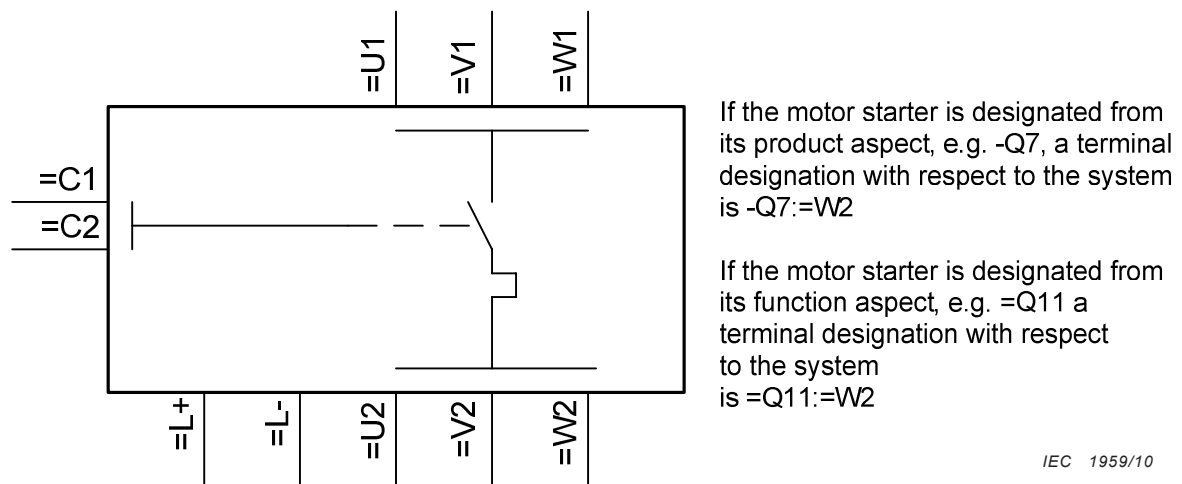 =U1
=V1
=W1
=C1
=C2
=L+
=L-
=U2
=V2
=W2
If the motor starter is designated from
its product aspect, e.g. -Q7, a terminal
designation with respect to the system
is -Q7:=W2
If the motor starter is designated from
its function aspect, e.g. =Q11 a
terminal designation with respect
to the system
is =Q11:=W2
IEC 1959/10